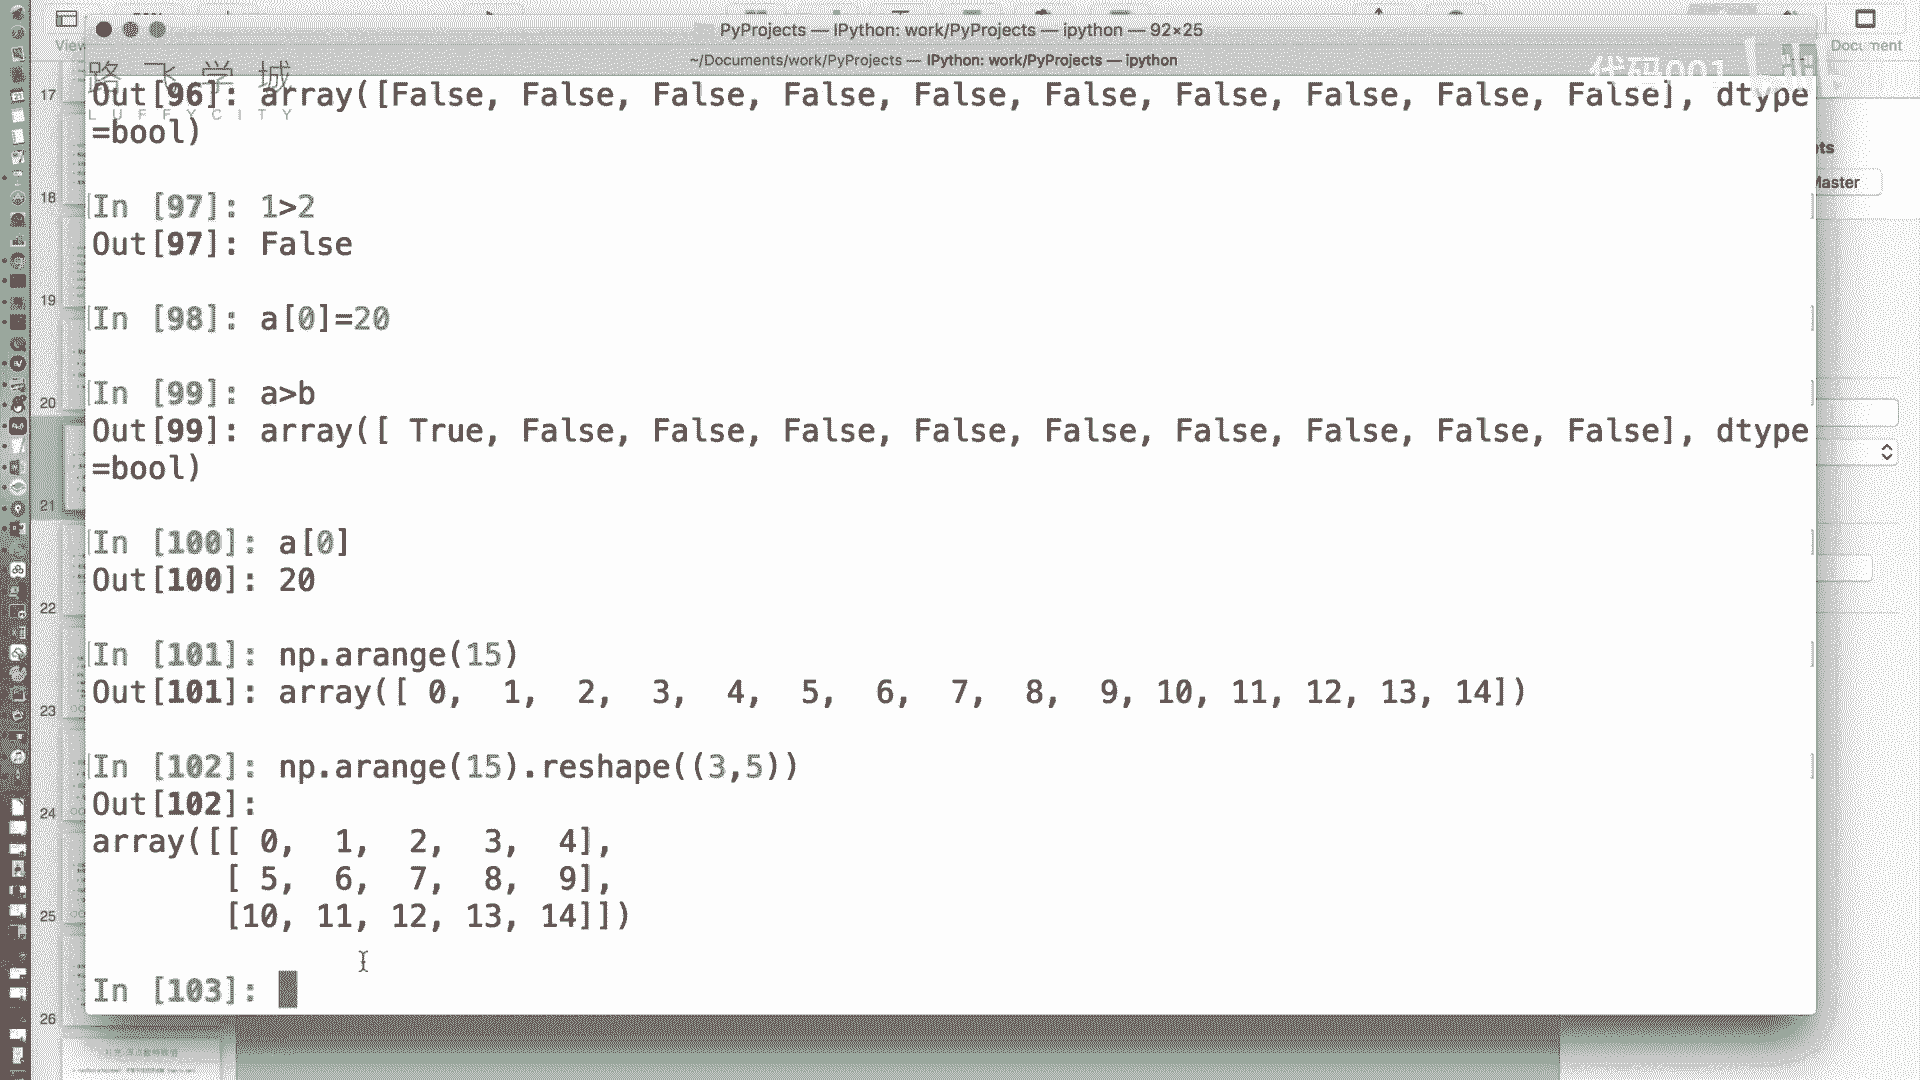 PyProjects — IPython: work/PyProjects — ipython — 92×25
~/Documents/work/PyProjects — IPython: work/PyProjects — ipython
View
Document
路飞学城
LUFFYCITY
代码001
Out[96]: array([False, False, False, False, False, False, False, False, False, False], dtype
=bool)
In [97]: 1>2
Out[97]: False
In [98]: a[0]=20
In [99]: a>b
Out[99]: array([ True, False, False, False, False, False, False, False, False, False], dtype
=bool)
In [100]: a[0]
Out[100]: 20
In [101]: np.arange(15)
Out[101]: array([ 0,  1,  2,  3,  4,  5,  6,  7,  8,  9, 10, 11, 12, 13, 14])
In [102]: np.arange(15).reshape((3,5))
Out[102]:
array([[ 0,  1,  2,  3,  4],
       [ 5,  6,  7,  8,  9],
       [10, 11, 12, 13, 14]])
In [103]:
17
18
19
20
21
22
23
24
25
26